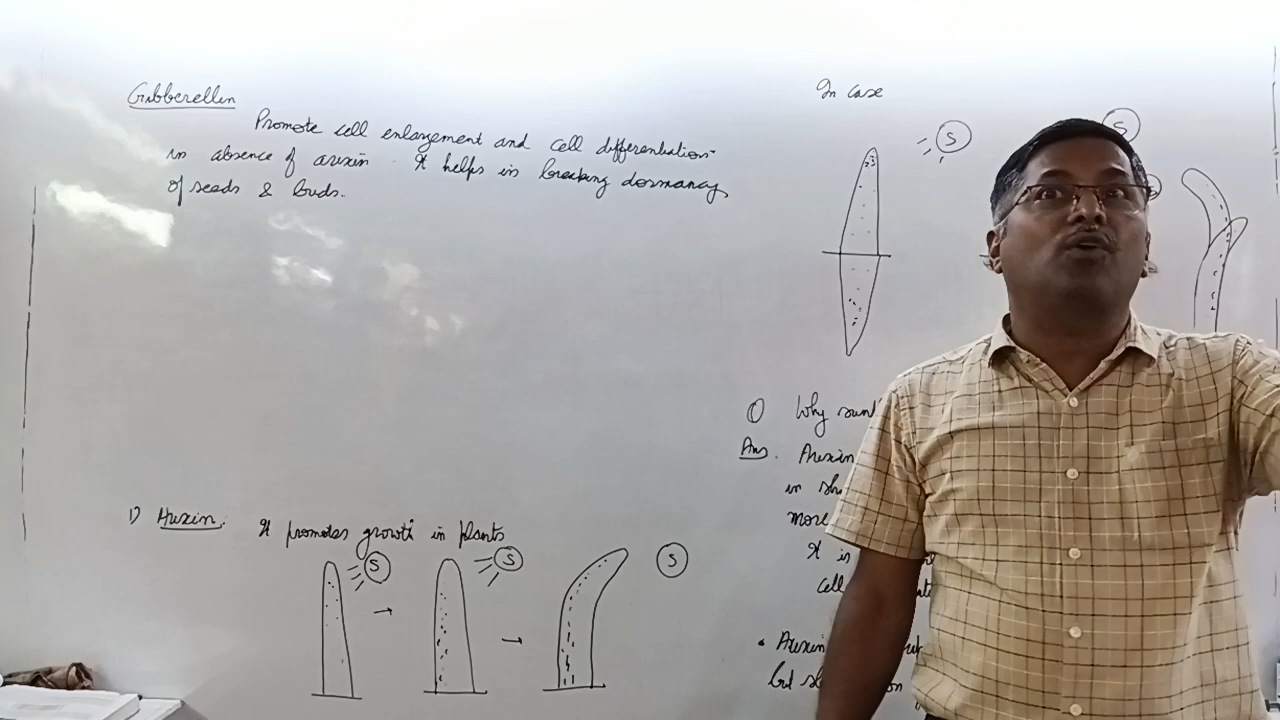 Gibberellin
Promote cell enlargement and cell differentiation
in absence of auxin. It helps in breaking dormancy
of seeds & buds.
1) Auxin. It promotes growth in plants
S
S
S
In case
S
S
Q Why
Ans. Auxin
in
more
It is
cell
• Auxin
but